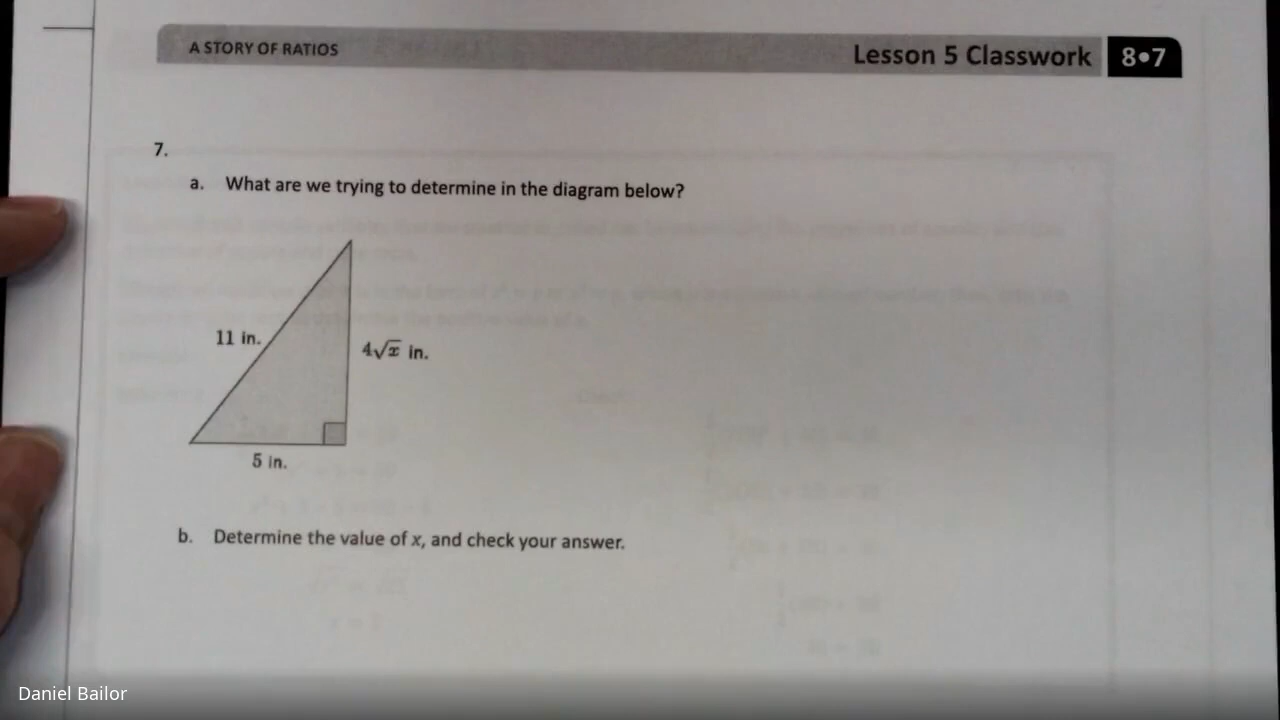 A STORY OF RATIOS
Lesson 5 Classwork 8•7
7.
a. What are we trying to determine in the diagram below?
11 in.
4√x in.
5 in.
b. Determine the value of x, and check your answer.
Daniel Bailor